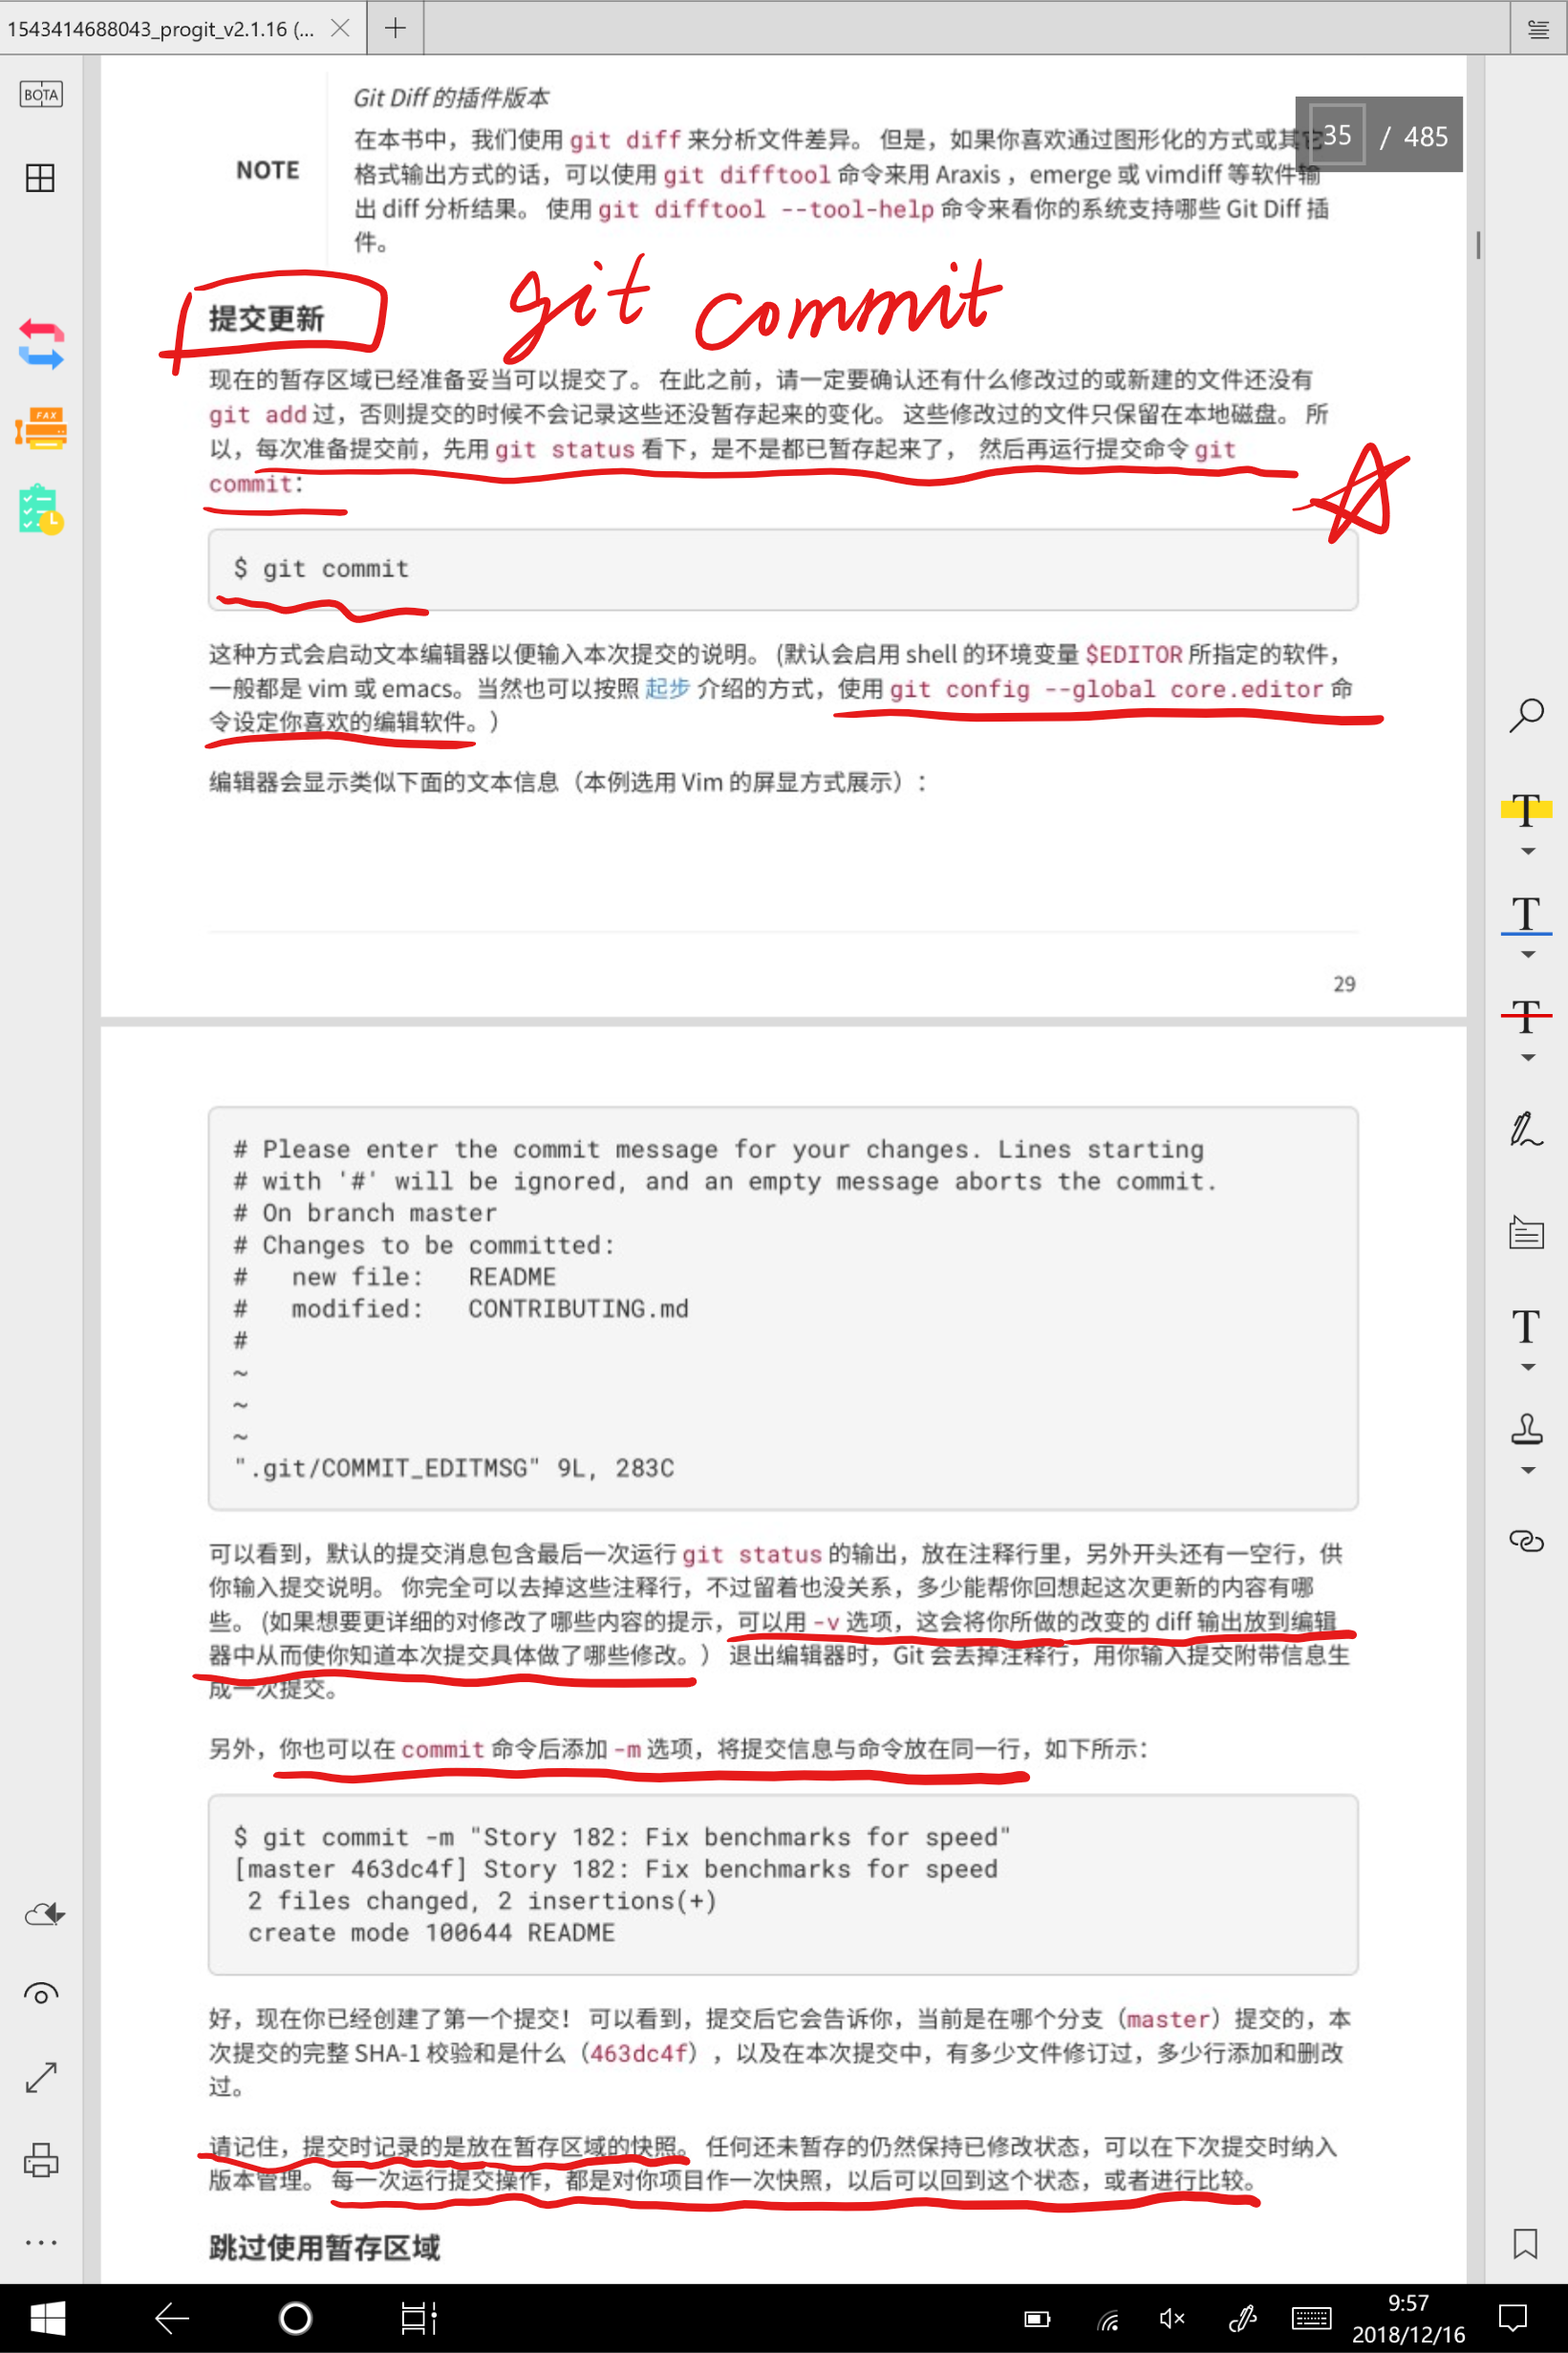 1543414688043_progit_v2.1.16 (...
BOTA
35 / 485
Git Diff 的插件版本
NOTE
在本书中，我们使用 git diff 来分析文件差异。 但是，如果你喜欢通过图形化的方式或其它
格式输出方式的话，可以使用 git difftool 命令来用 Araxis ，emerge 或 vimdiff 等软件输
出 diff 分析结果。 使用 git difftool --tool-help 命令来看你的系统支持哪些 Git Diff 插
件。
git commit
提交更新
现在的暂存区域已经准备妥当可以提交了。 在此之前，请一定要确认还有什么修改过的或新建的文件还没有
git add 过，否则提交的时候不会记录这些还没暂存起来的变化。 这些修改过的文件只保留在本地磁盘。 所
以，每次准备提交前，先用 git status 看下，是不是都已暂存起来了， 然后再运行提交命令 git
commit：
$ git commit
这种方式会启动文本编辑器以便输入本次提交的说明。 (默认会启用 shell 的环境变量 $EDITOR 所指定的软件，
一般都是 vim 或 emacs。当然也可以按照 起步 介绍的方式，使用 git config --global core.editor 命
令设定你喜欢的编辑软件。）
编辑器会显示类似下面的文本信息（本例选用 Vim 的屏显方式展示）：
29
# Please enter the commit message for your changes. Lines starting
# with '#' will be ignored, and an empty message aborts the commit.
# On branch master
# Changes to be committed:
#   new file:   README
#   modified:   CONTRIBUTING.md
#
~
~
~
".git/COMMIT_EDITMSG" 9L, 283C
可以看到，默认的提交消息包含最后一次运行 git status 的输出，放在注释行里，另外开头还有一空行，供
你输入提交说明。 你完全可以去掉这些注释行，不过留着也没关系，多少能帮你回想起这次更新的内容有哪
些。 (如果想要更详细的对修改了哪些内容的提示，可以用 -v 选项，这会将你所做的改变的 diff 输出放到编辑
器中从而使你知道本次提交具体做了哪些修改。） 退出编辑器时，Git 会去掉注释行，用你输入提交附带信息生
成一次提交。
另外，你也可以在 commit 命令后添加 -m 选项，将提交信息与命令放在同一行，如下所示：
$ git commit -m "Story 182: Fix benchmarks for speed"
[master 463dc4f] Story 182: Fix benchmarks for speed
 2 files changed, 2 insertions(+)
 create mode 100644 README
好，现在你已经创建了第一个提交！ 可以看到，提交后它会告诉你，当前是在哪个分支（master）提交的，本
次提交的完整 SHA-1 校验和是什么（463dc4f），以及在本次提交中，有多少文件修订过，多少行添加和删改
过。
请记住，提交时记录的是放在暂存区域的快照。 任何还未暂存的仍然保持已修改状态，可以在下次提交时纳入
版本管理。 每一次运行提交操作，都是对你项目作一次快照，以后可以回到这个状态，或者进行比较。
跳过使用暂存区域
9:57
2018/12/16